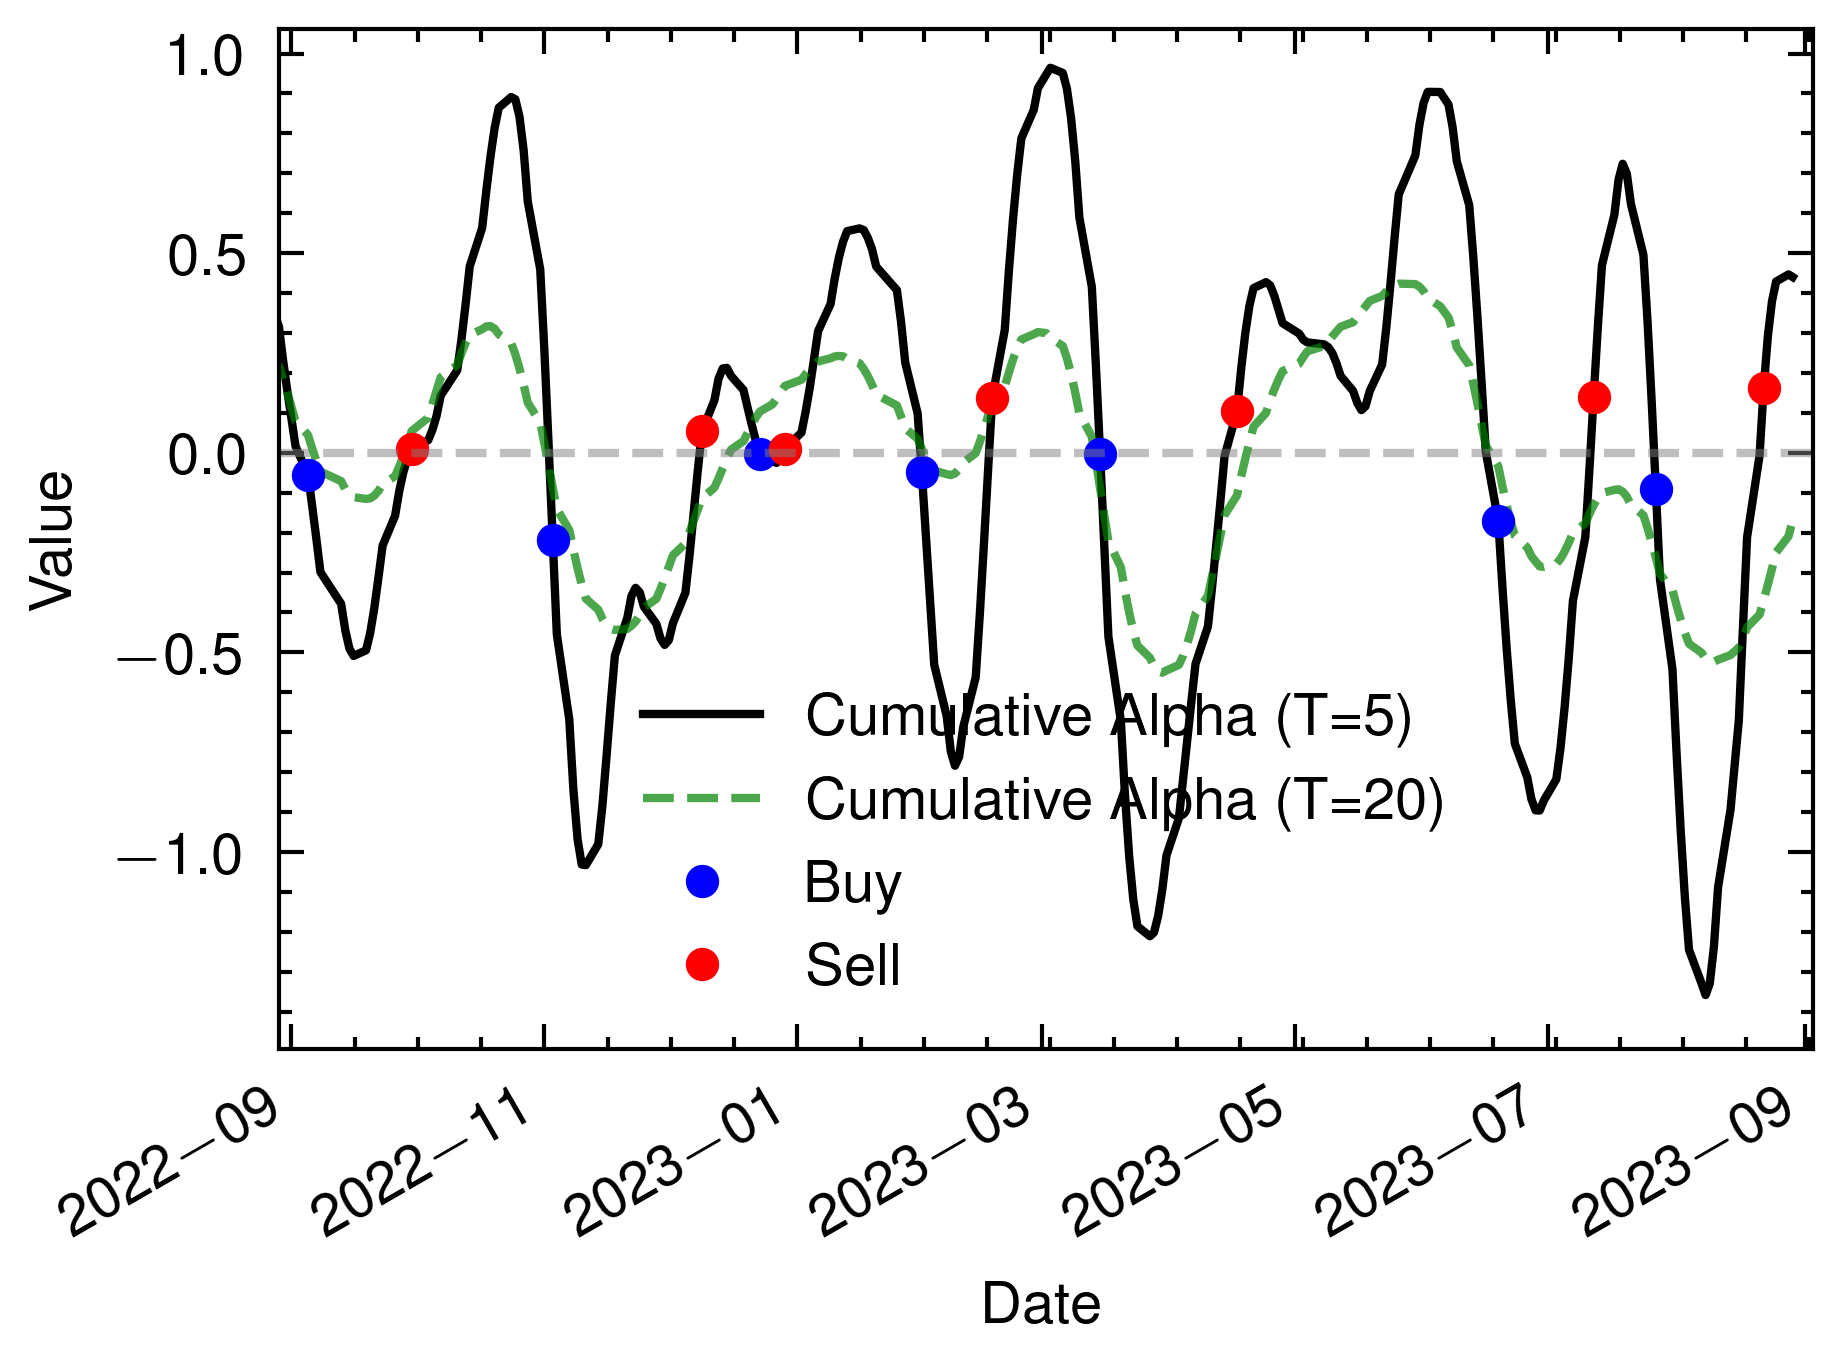 1.0
0.5
0.0
−0.5
−1.0
Value
Cumulative Alpha (T=5)
Cumulative Alpha (T=20)
Buy
Sell
2022−09
2022−11
2023−01
2023−03
2023−05
2023−07
2023−09
Date